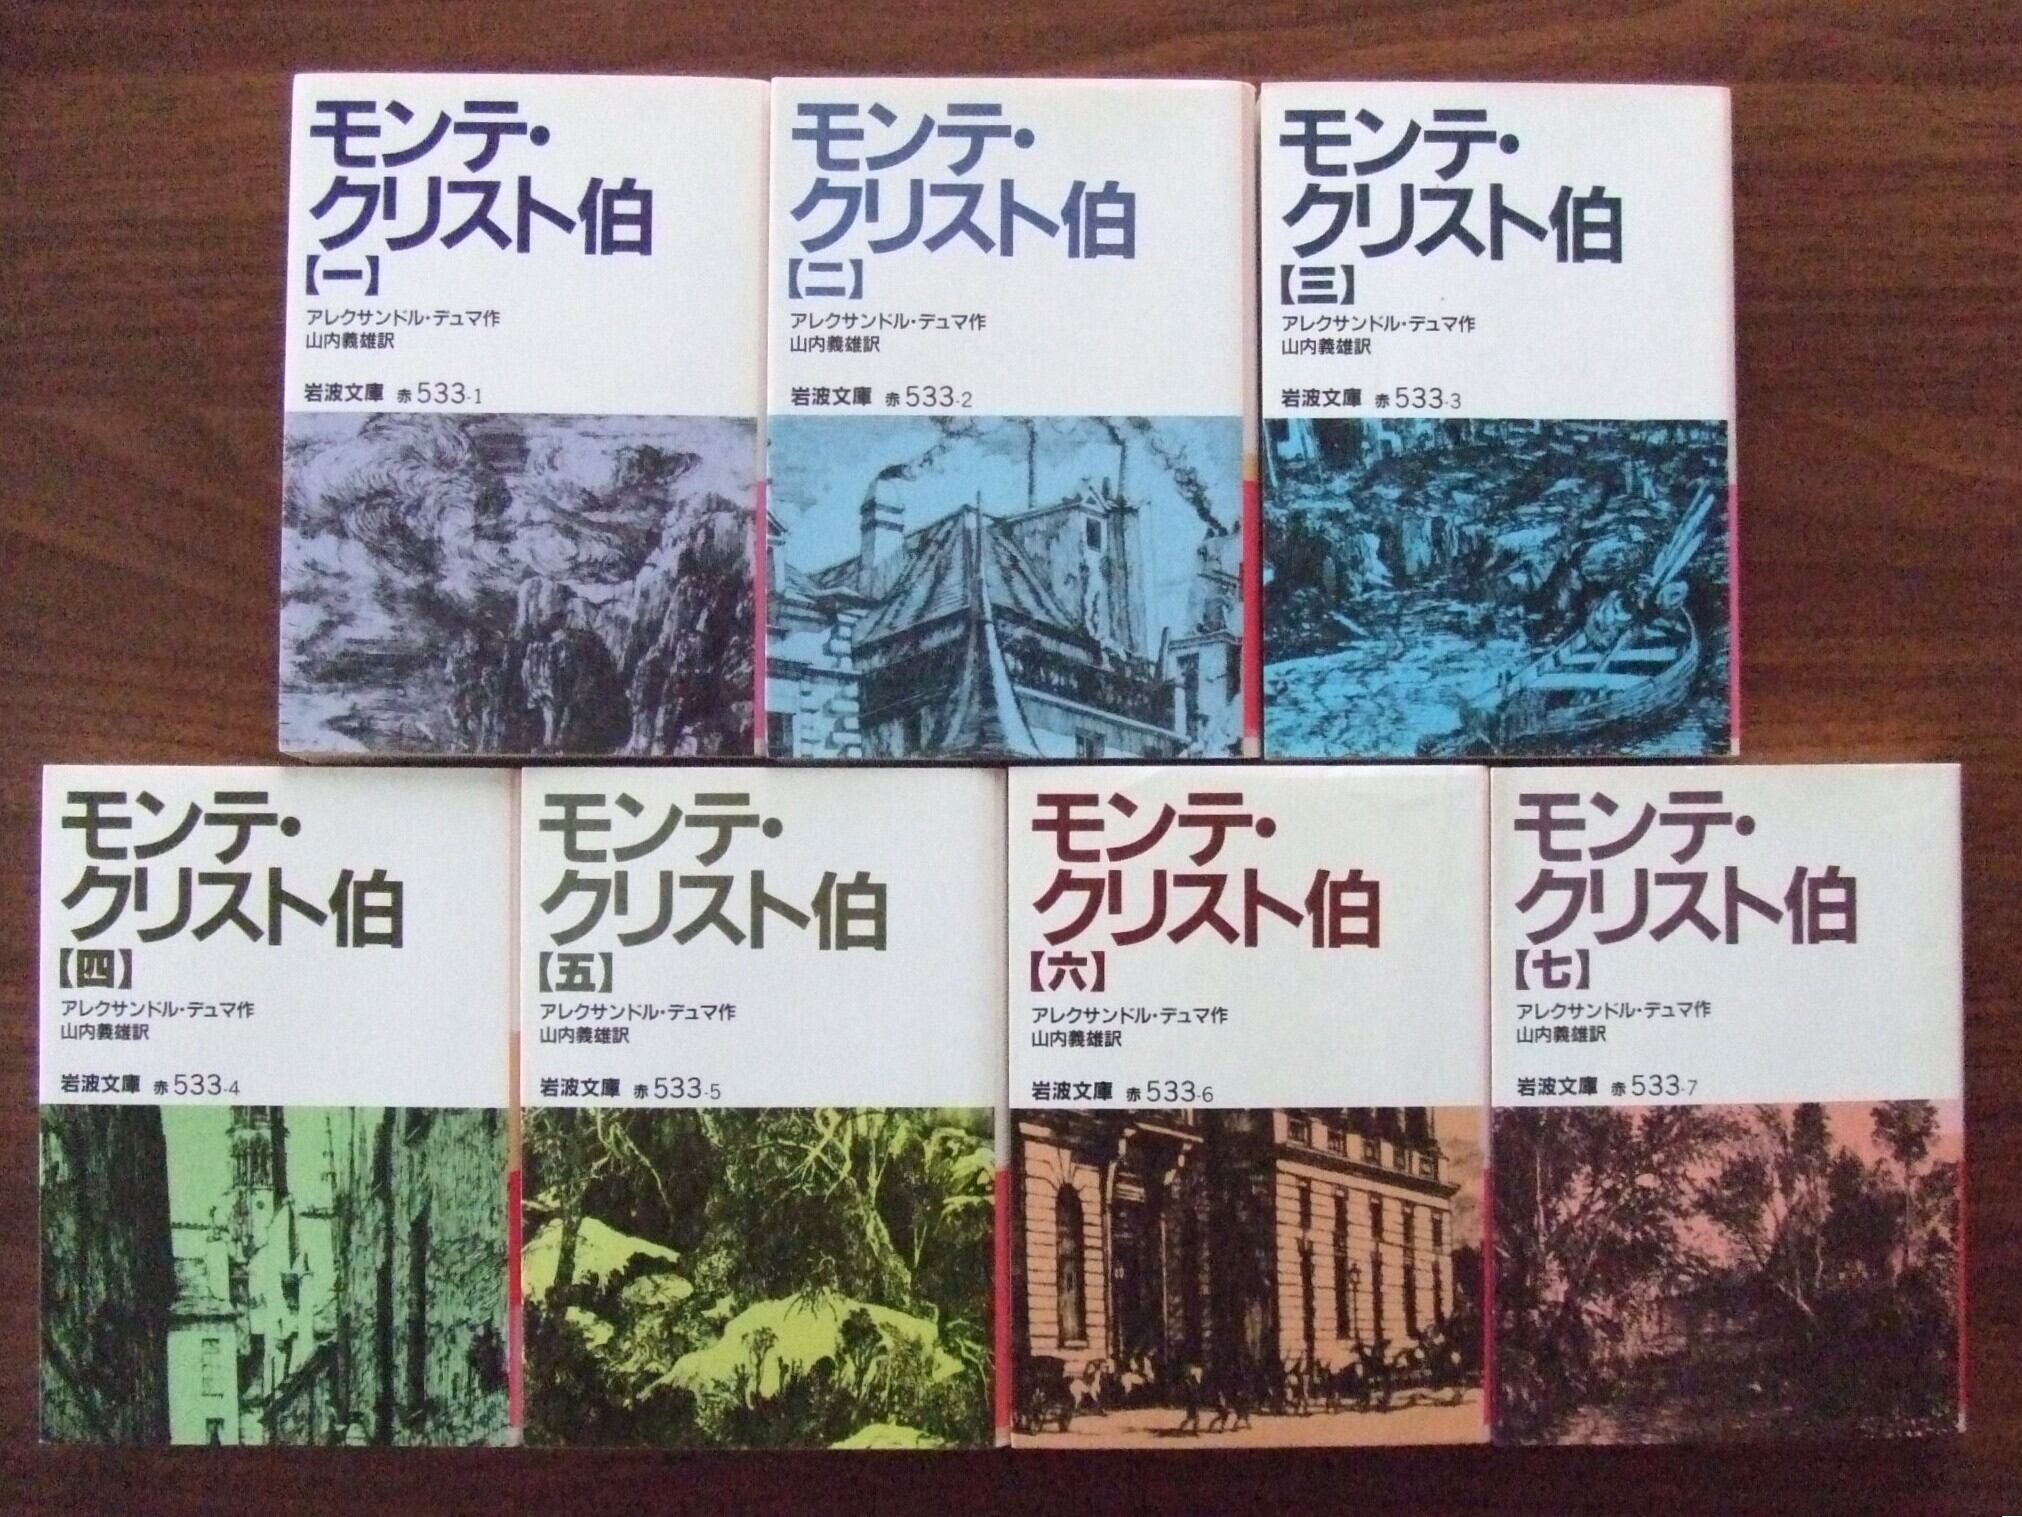 モンテ・
クリスト伯
【一】
アレクサンドル・デュマ作
山内義雄訳
岩波文庫 赤533-1
モンテ・
クリスト伯
【二】
アレクサンドル・デュマ作
山内義雄訳
岩波文庫 赤533-2
モンテ・
クリスト伯
【三】
アレクサンドル・デュマ作
山内義雄訳
岩波文庫 赤533-3
モンテ・
クリスト伯
【四】
アレクサンドル・デュマ作
山内義雄訳
岩波文庫 赤533-4
モンテ・
クリスト伯
【五】
アレクサンドル・デュマ作
山内義雄訳
岩波文庫 赤533-5
モンテ・
クリスト伯
【六】
アレクサンドル・デュマ作
山内義雄訳
岩波文庫 赤533-6
モンテ・
クリスト伯
【七】
アレクサンドル・デュマ作
山内義雄訳
岩波文庫 赤533-7